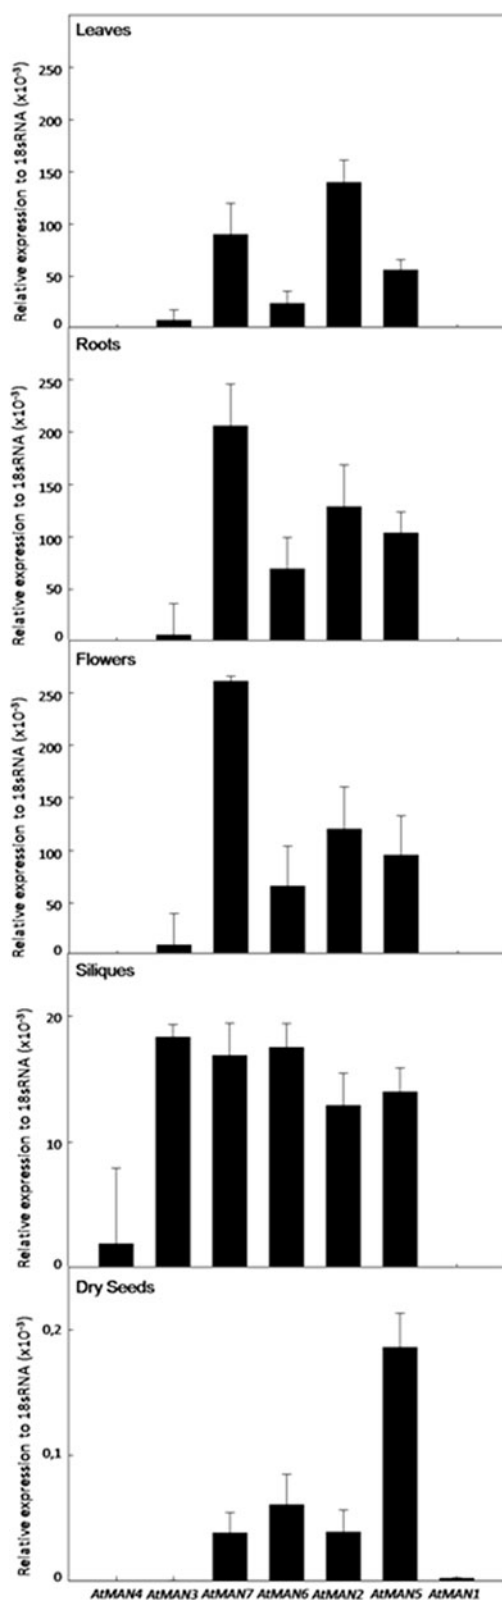 Leaves
Relative expression to 18sRNA (x10⁻³)
250
200
150
100
50
0
Roots
Relative expression to 18sRNA (x10⁻³)
250
200
150
100
50
0
Flowers
Relative expression to 18sRNA (x10⁻³)
250
200
150
100
50
0
Siliques
Relative expression to 18sRNA (x10⁻³)
20
10
0
Dry Seeds
Relative expression to 18sRNA (x10⁻³)
0,2
0,1
0
AtMAN4 AtMAN3 AtMAN7 AtMAN6 AtMAN2 AtMAN5 AtMAN1